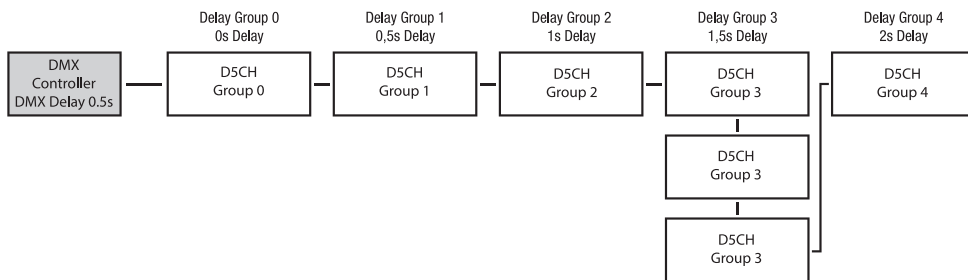 Delay Group 0
0s Delay
Delay Group 1
0,5s Delay
Delay Group 2
1s Delay
Delay Group 3
1,5s Delay
Delay Group 4
2s Delay
DMX
Controller
DMX Delay 0.5s
D5CH
Group 0
D5CH
Group 1
D5CH
Group 2
D5CH
Group 3
D5CH
Group 4
D5CH
Group 3
D5CH
Group 3